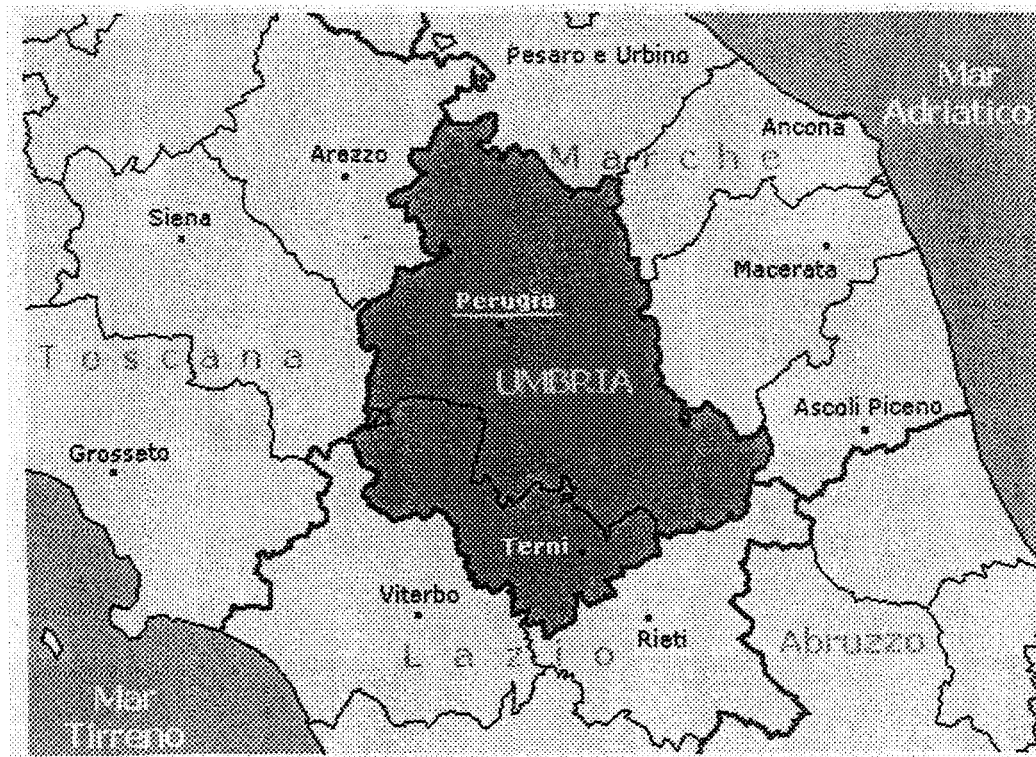 Pesaro e Urbino
Mar
Adriatico
Ancona
Arezzo
Marche
Siena
Macerata
Perugia
Toscana
UMBRIA
Ascoli Piceno
Grosseto
Terni
Viterbo
Rieti
Lazio
Abruzzo
Mar
Tirreno